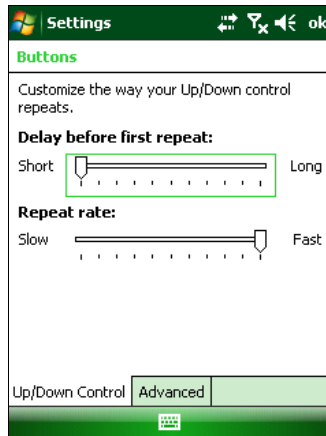 Settings ok
Buttons
Customize the way your Up/Down control
repeats.
Delay before first repeat:
Short Long
Repeat rate:
Slow Fast
Up/Down Control Advanced